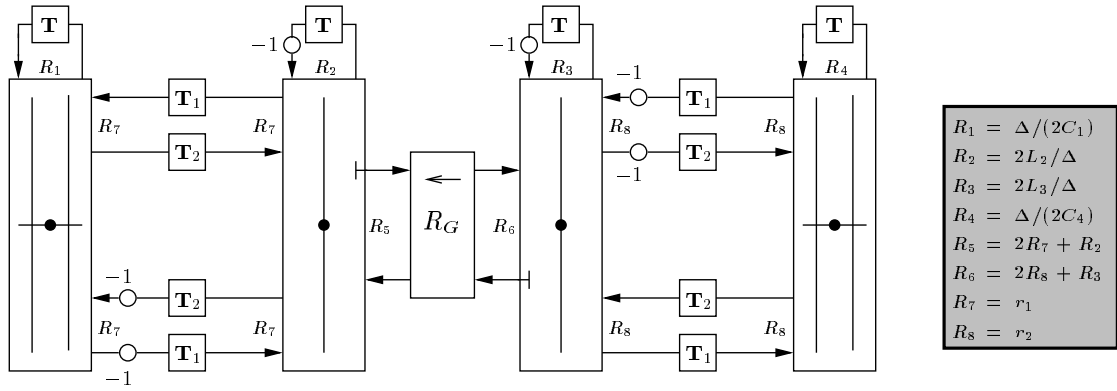 T T T T
−1 −1
R1 R2 R3 R4
−1
T1 T1
R7 R7 R8 R8
T2 T2
−1
R5 RG R6
−1
T2 T2
R7 R7 R8 R8
T1 T1
−1
R1 = Δ/(2C1)
R2 = 2L2/Δ
R3 = 2L3/Δ
R4 = Δ/(2C4)
R5 = 2R7 + R2
R6 = 2R8 + R3
R7 = r1
R8 = r2